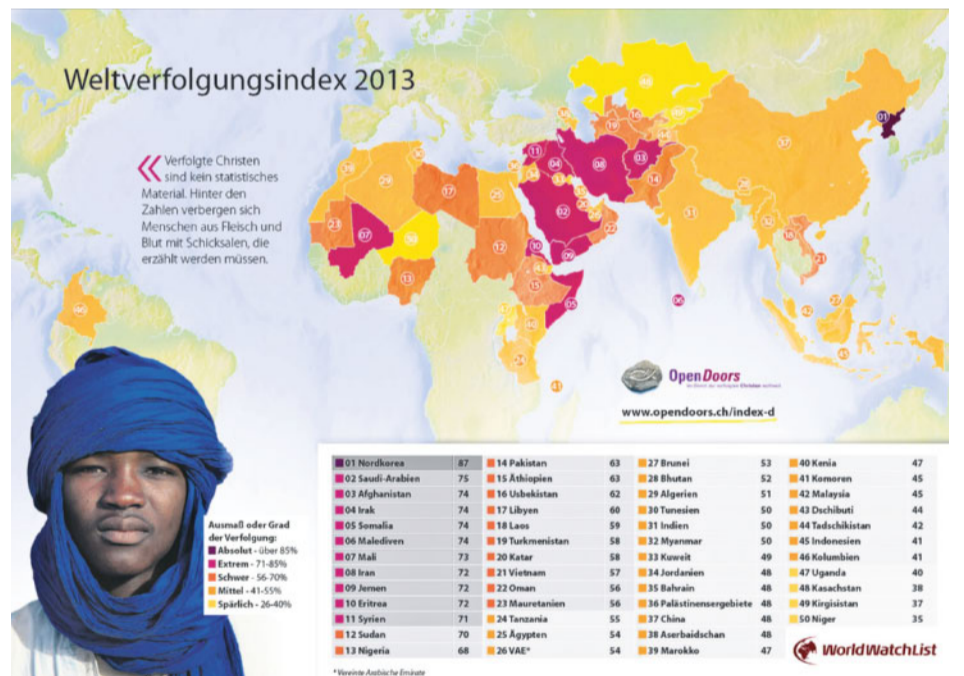 Weltverfolgungsindex 2013
Verfolgte Christen
sind kein statistisches
Material. Hinter den
Zahlen verbergen sich
Menschen aus Fleisch und
Blut mit Schicksalen, die
erzählt werden müssen.
OpenDoors
www.opendoors.ch/index-d
Ausmaß oder Grad
der Verfolgung:
Absolut - über 85%
Extrem - 71-85%
Schwer - 56-70%
Mittel - 41-55%
Spärlich - 26-40%
01 Nordkorea 87
02 Saudi-Arabien 75
03 Afghanistan 74
04 Irak 74
05 Somalia 74
06 Malediven 74
07 Mali 73
08 Iran 72
09 Jemen 72
10 Eritrea 72
11 Syrien 71
12 Sudan 70
13 Nigeria 68
14 Pakistan 63
15 Äthiopien 63
16 Usbekistan 62
17 Libyen 60
18 Laos 59
19 Turkmenistan 58
20 Katar 58
21 Vietnam 57
22 Oman 56
23 Mauretanien 56
24 Tanzania 55
25 Ägypten 54
26 VAE* 54
27 Brunei 53
28 Bhutan 52
29 Algerien 51
30 Tunesien 50
31 Indien 50
32 Myanmar 50
33 Kuweit 49
34 Jordanien 48
35 Bahrain 48
36 Palästinensergebiete 48
37 China 48
38 Aserbaidschan 48
39 Marokko 47
40 Kenia 47
41 Komoren 45
42 Malaysia 45
43 Dschibuti 44
44 Tadschikistan 42
45 Indonesien 41
46 Kolumbien 41
47 Uganda 40
48 Kasachstan 38
49 Kirgisistan 37
50 Niger 35
WorldWatchList
* Vereinte Arabische Emirate